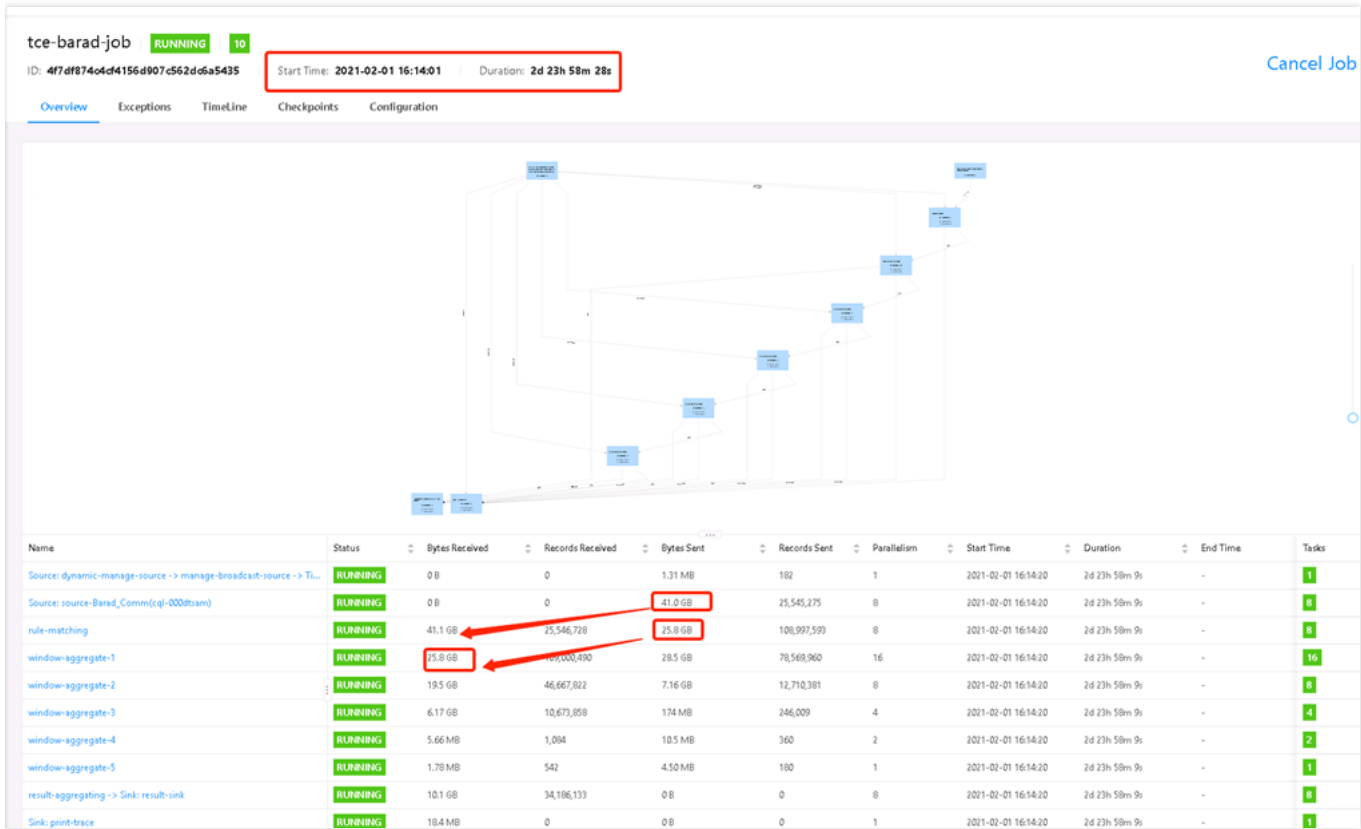 tce-barad-job RUNNING 10
ID: 4f7df874c4cf4156d907c562dc6a5435 Start Time: 2021-02-01 16:14:01 Duration: 2d 23h 58m 28s
Cancel Job
Overview Exceptions TimeLine Checkpoints Configuration
Name Status Bytes Received Records Received Bytes Sent Records Sent Parallelism Start Time Duration End Time Tasks
Source: dynamic-manage-source -> manage-broadcast-source -> Ti... RUNNING 0 B 0 1.31 MB 182 1 2021-02-01 16:14:20 2d 23h 58m 9s - 1
Source: source-Barad_Comm(cql-000dtsam) RUNNING 0 B 0 41.0 GB 25,545,275 8 2021-02-01 16:14:20 2d 23h 58m 9s - 8
rule-matching RUNNING 41.1 GB 25,546,728 25.8 GB 108,997,593 8 2021-02-01 16:14:20 2d 23h 58m 9s - 8
window-aggregate-1 RUNNING 25.8 GB 109,000,490 28.5 GB 78,569,960 16 2021-02-01 16:14:20 2d 23h 58m 9s - 16
window-aggregate-2 RUNNING 19.5 GB 46,667,822 7.16 GB 12,710,381 8 2021-02-01 16:14:20 2d 23h 58m 9s - 8
window-aggregate-3 RUNNING 6.17 GB 10,673,858 174 MB 246,009 4 2021-02-01 16:14:20 2d 23h 58m 9s - 4
window-aggregate-4 RUNNING 5.66 MB 1,084 10.5 MB 360 2 2021-02-01 16:14:20 2d 23h 58m 9s - 2
window-aggregate-5 RUNNING 1.78 MB 542 4.50 MB 180 1 2021-02-01 16:14:20 2d 23h 58m 9s - 1
result-aggregating -> Sink: result-sink RUNNING 10.1 GB 34,186,133 0 B 0 8 2021-02-01 16:14:20 2d 23h 58m 9s - 8
Sink: print-trace RUNNING 18.4 MB 0 0 B 0 1 2021-02-01 16:14:20 2d 23h 58m 9s - 1